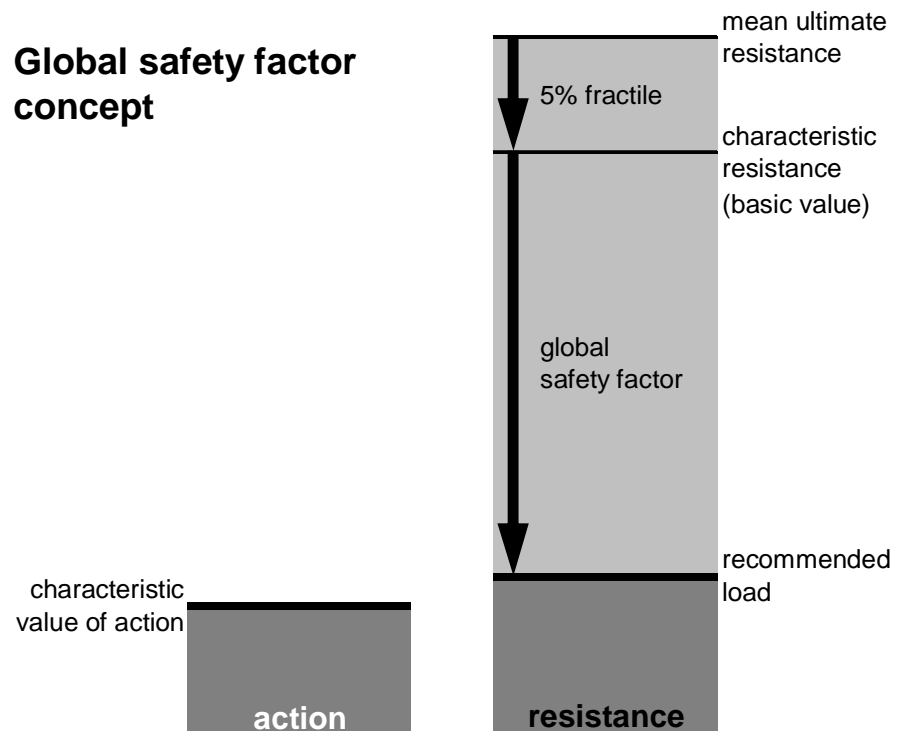 Global safety factor
concept
mean ultimate
resistance
5% fractile
characteristic
resistance
(basic value)
global
safety factor
recommended
load
characteristic
value of action
action
resistance